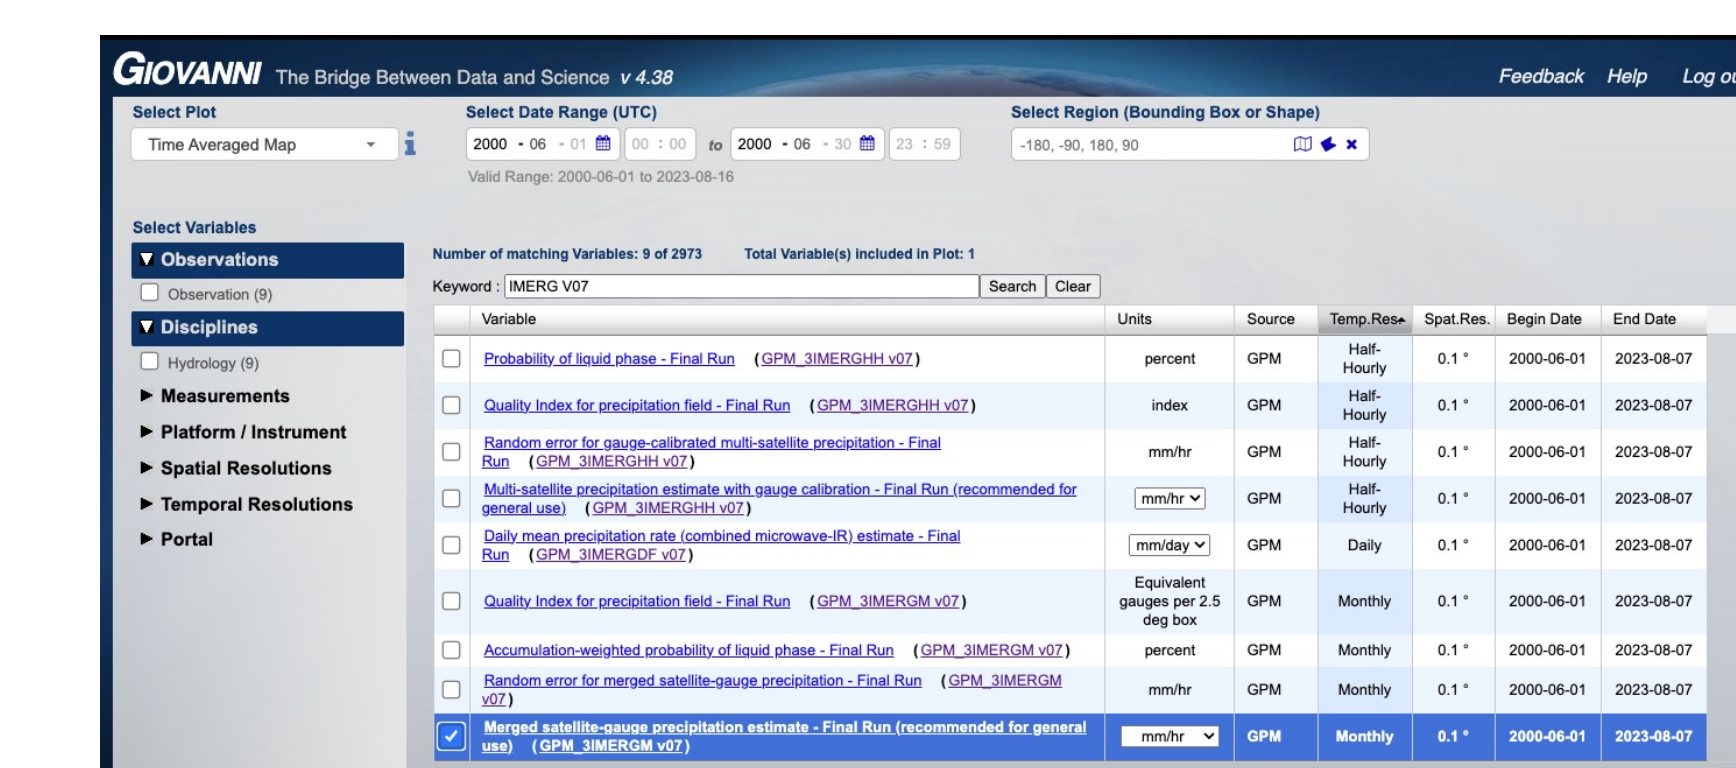 GIOVANNI The Bridge Between Data and Science v 4.38
Feedback Help Log ou
Select Plot
Time Averaged Map
Select Date Range (UTC)
2000 - 06 - 01 00 : 00 to 2000 - 06 - 30 23 : 59
Valid Range: 2000-06-01 to 2023-08-16
Select Region (Bounding Box or Shape)
-180, -90, 180, 90
Select Variables
Observations
Observation (9)
Disciplines
Hydrology (9)
Measurements
Platform / Instrument
Spatial Resolutions
Temporal Resolutions
Portal
Number of matching Variables: 9 of 2973 Total Variable(s) included in Plot: 1
Keyword : IMERG V07 Search Clear
Variable Units Source Temp.Res. Spat.Res. Begin Date End Date
Probability of liquid phase - Final Run (GPM_3IMERGHH v07) percent GPM Half-
Hourly 0.1 ° 2000-06-01 2023-08-07
Quality Index for precipitation field - Final Run (GPM_3IMERGHH v07) index GPM Half-
Hourly 0.1 ° 2000-06-01 2023-08-07
Random error for gauge-calibrated multi-satellite precipitation - Final
Run (GPM_3IMERGHH v07) mm/hr GPM Half-
Hourly 0.1 ° 2000-06-01 2023-08-07
Multi-satellite precipitation estimate with gauge calibration - Final Run (recommended for
general use) (GPM_3IMERGHH v07) mm/hr GPM Half-
Hourly 0.1 ° 2000-06-01 2023-08-07
Daily mean precipitation rate (combined microwave-IR) estimate - Final
Run (GPM_3IMERGDF v07) mm/day GPM Daily 0.1 ° 2000-06-01 2023-08-07
Quality Index for precipitation field - Final Run (GPM_3IMERGM v07) Equivalent
gauges per 2.5
deg box GPM Monthly 0.1 ° 2000-06-01 2023-08-07
Accumulation-weighted probability of liquid phase - Final Run (GPM_3IMERGM v07) percent GPM Monthly 0.1 ° 2000-06-01 2023-08-07
Random error for merged satellite-gauge precipitation - Final Run (GPM_3IMERGM
v07) mm/hr GPM Monthly 0.1 ° 2000-06-01 2023-08-07
Merged satellite-gauge precipitation estimate - Final Run (recommended for general
use) (GPM_3IMERGM v07) mm/hr GPM Monthly 0.1 ° 2000-06-01 2023-08-07